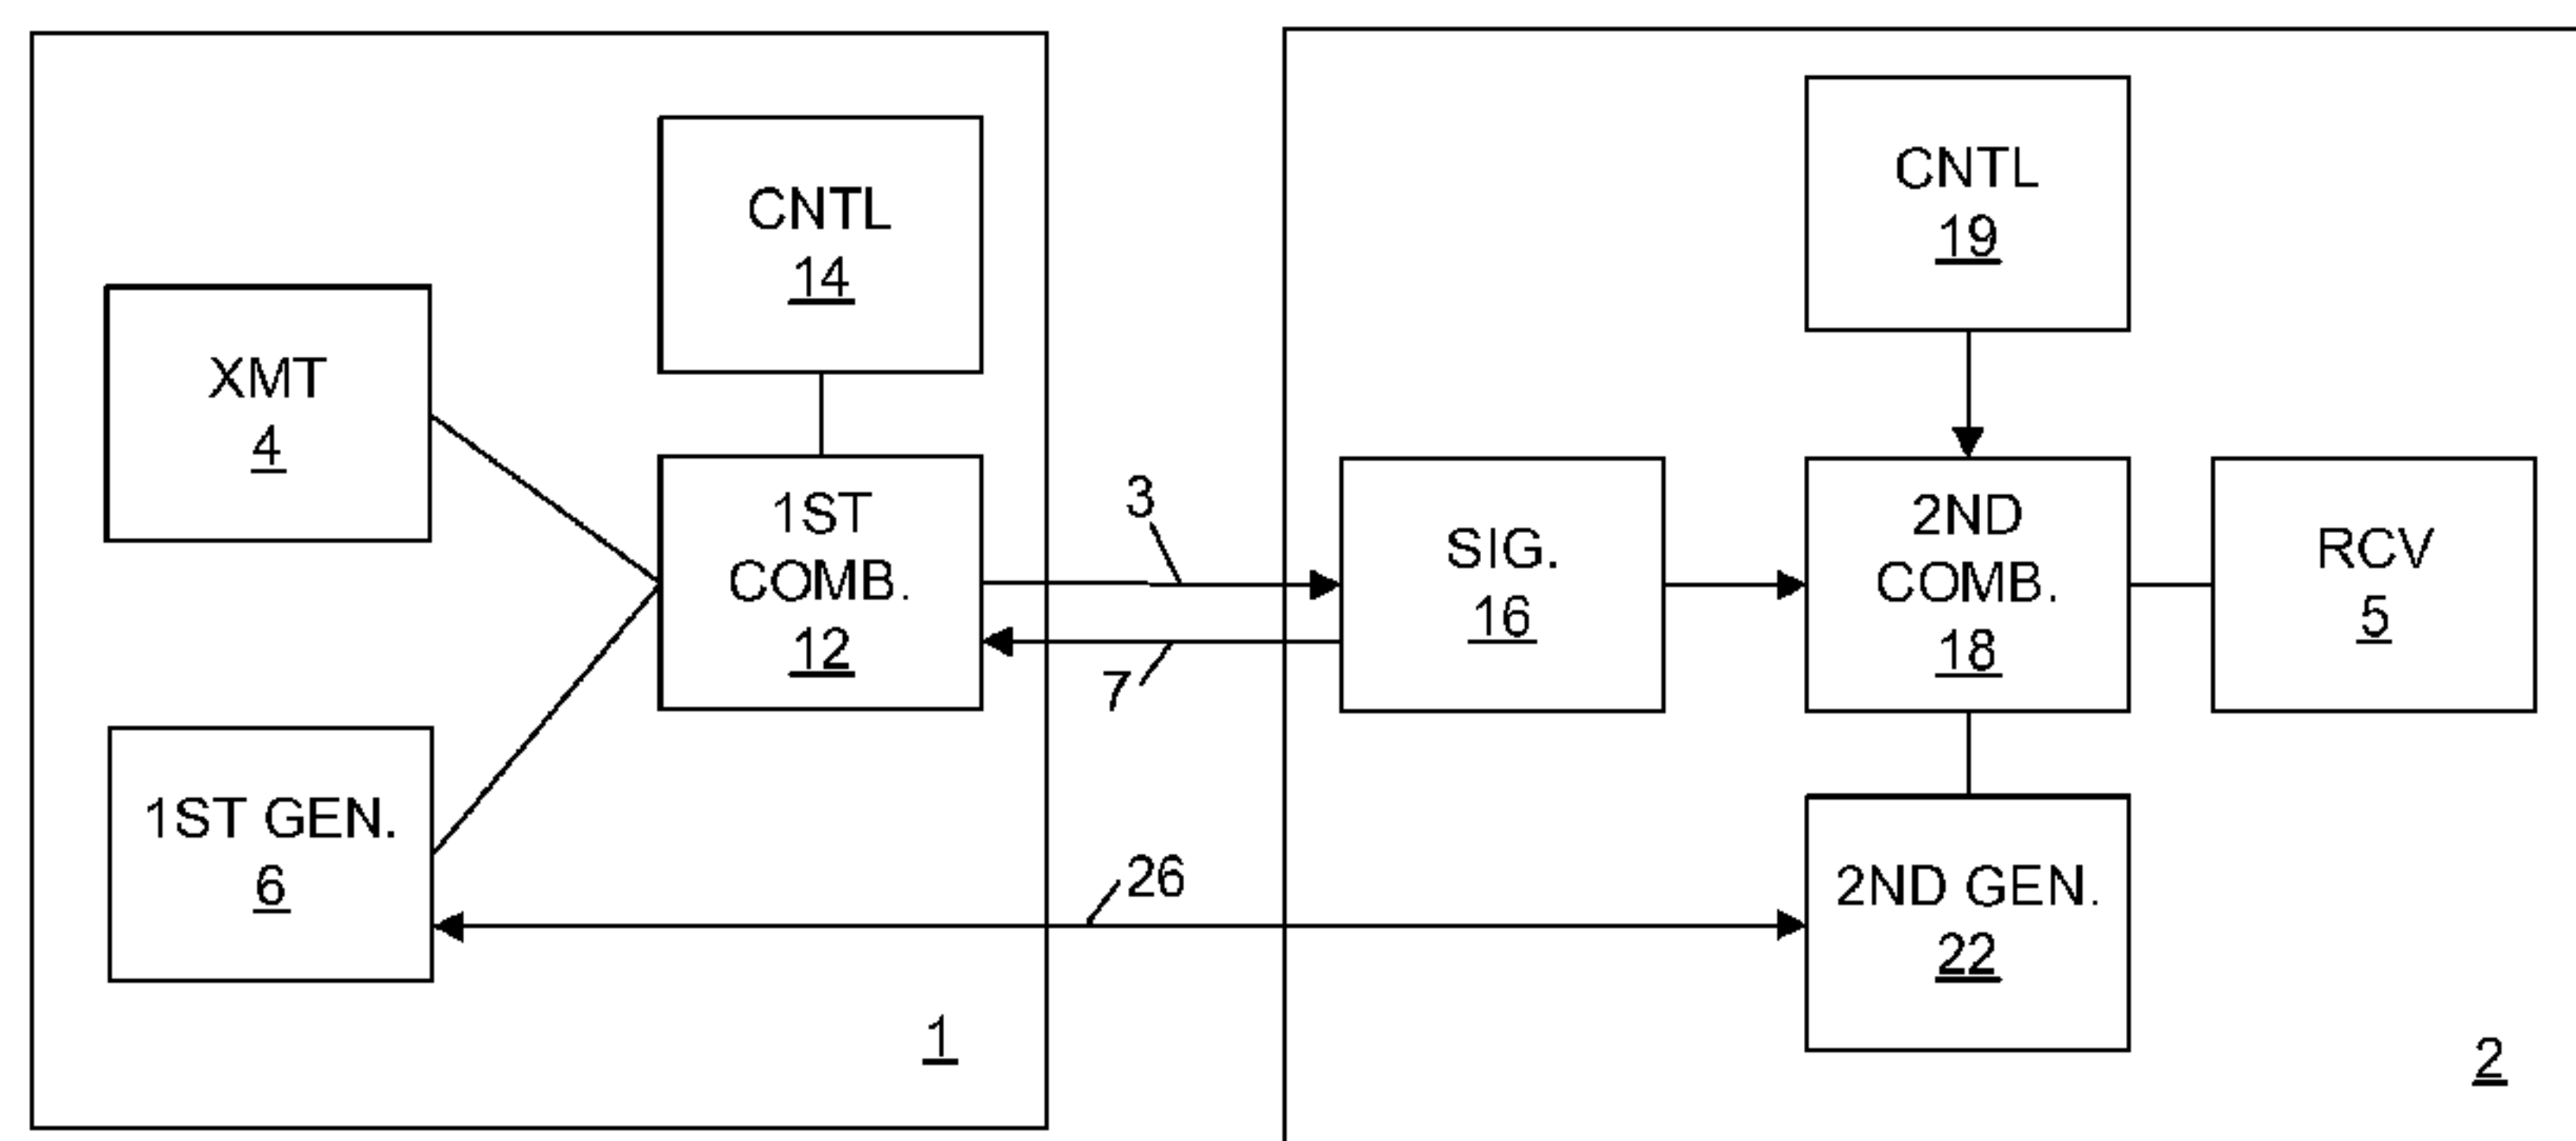 CNTL
14
XMT
4
1ST
COMB.
12
1ST GEN.
6
1
3
7
26
CNTL
19
SIG.
16
2ND
COMB.
18
RCV
5
2ND GEN.
22
2